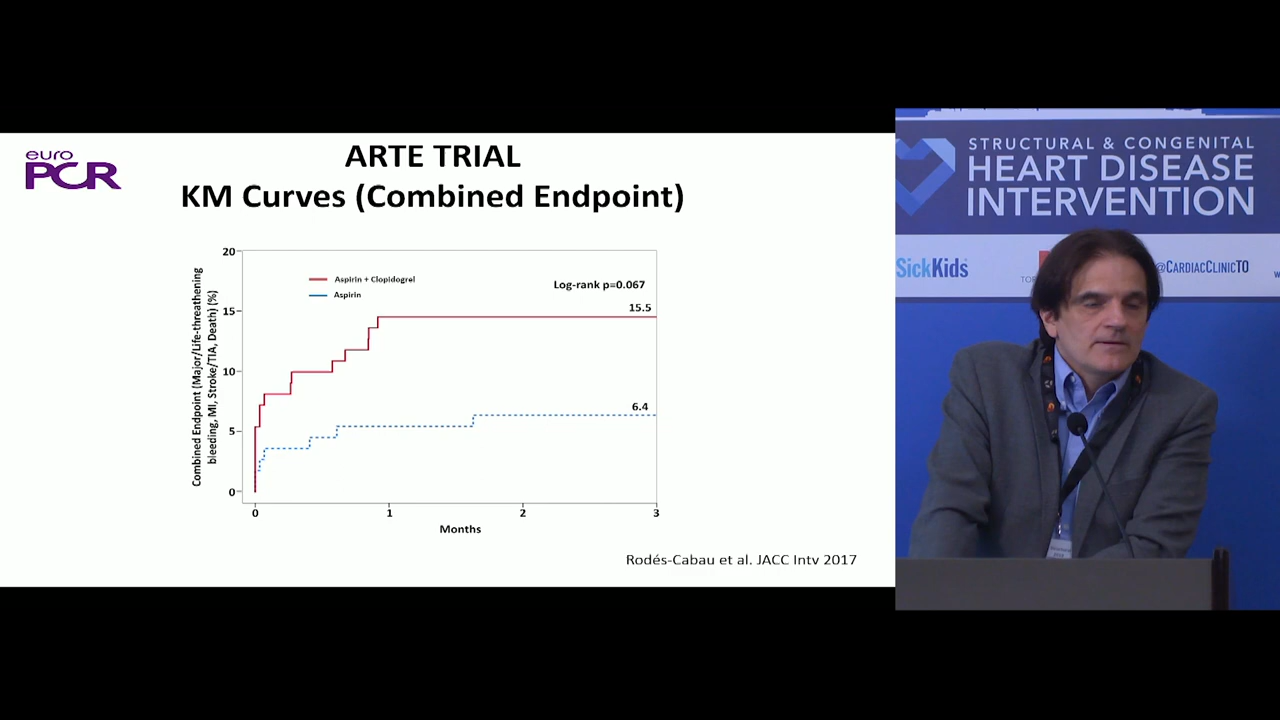 euro
PCR
ARTE TRIAL
KM Curves (Combined Endpoint)
Combined Endpoint (Major/Life-threatening
bleeding, MI, Stroke/TIA, Death) (%)
20
15
10
5
0
Aspirin + Clopidogrel
Aspirin
Log-rank p=0.067
15.5
6.4
0
1
2
3
Months
Rodés-Cabau et al. JACC Intv 2017
STRUCTURAL & CONGENITAL
HEART DISEASE
INTERVENTION
SickKids
@CARDIACCLINICTO